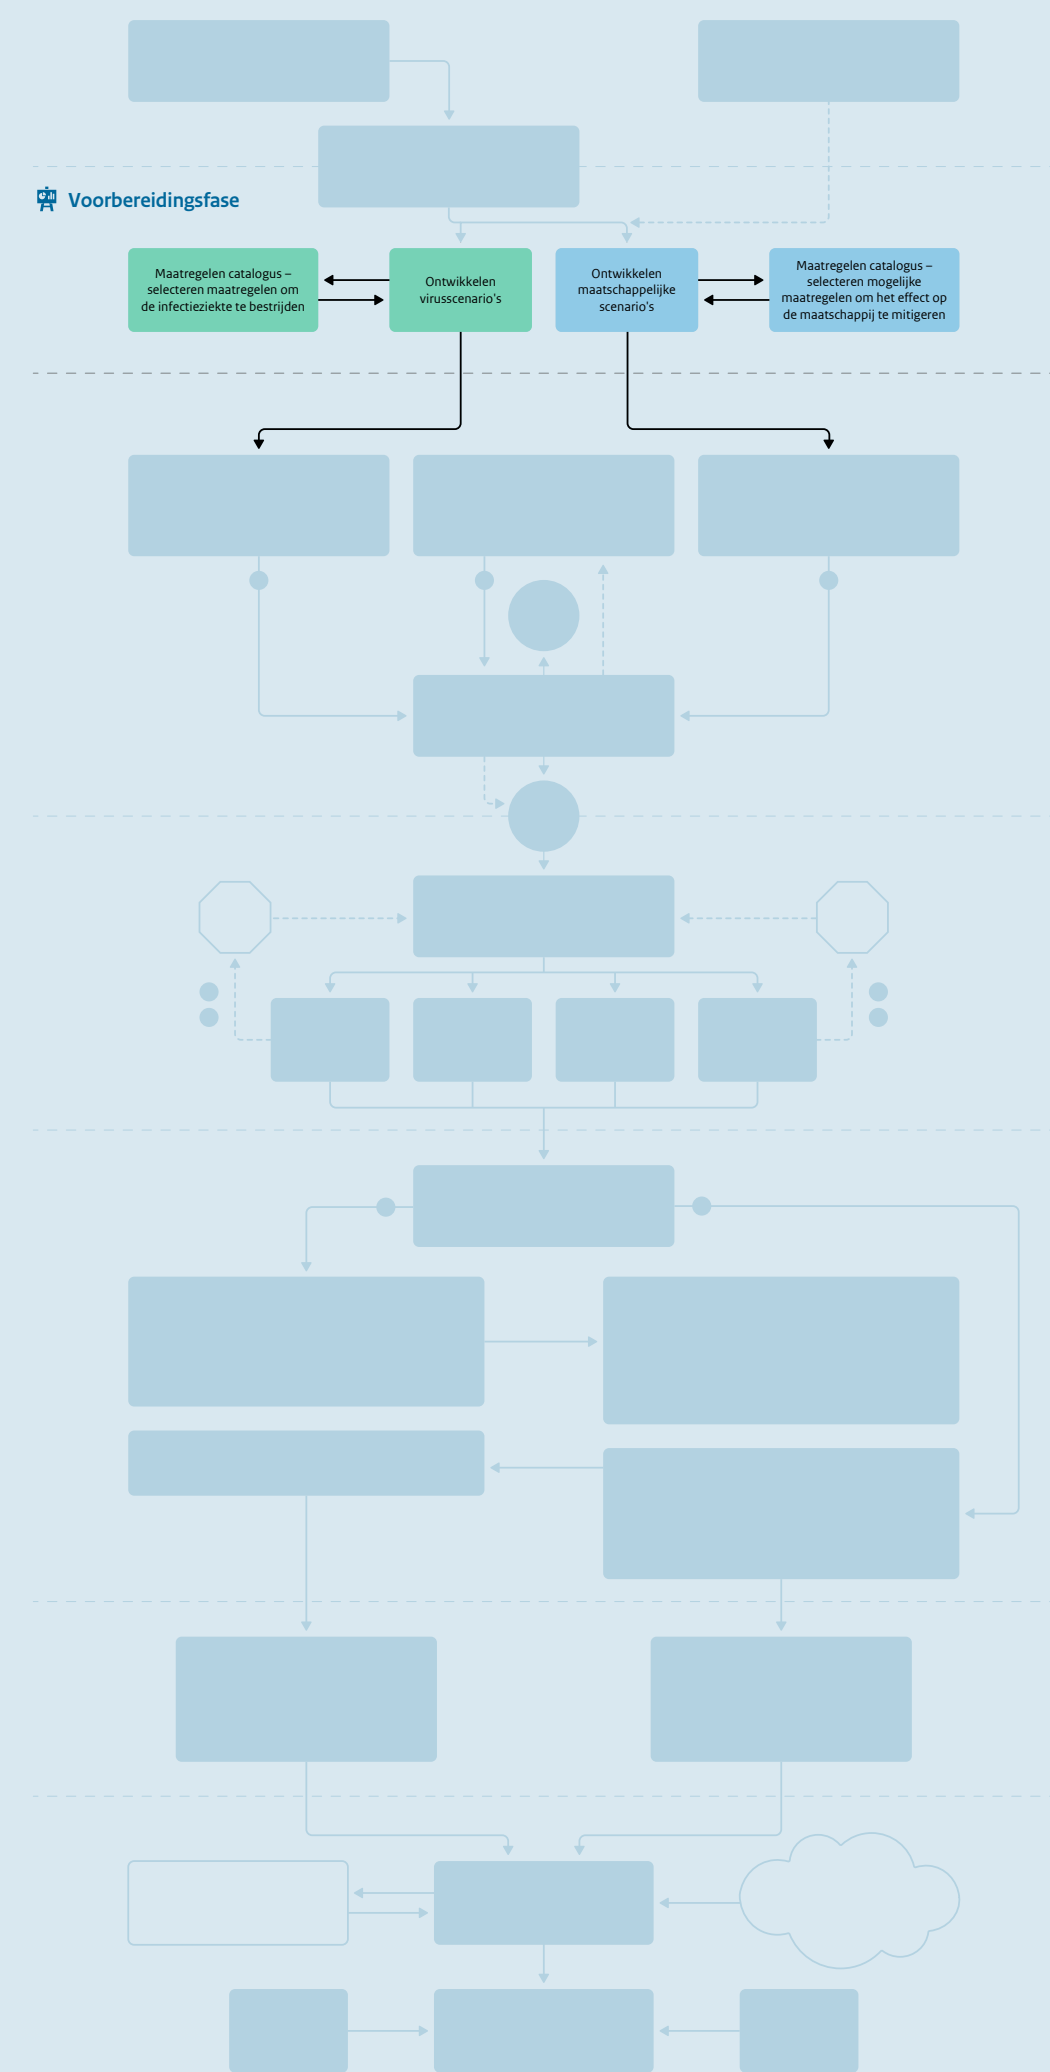 Voorbereidingsfase
Maatregelen catalogus –
selecteren maatregelen om
de infectieziekte te bestrijden
Ontwikkelen
virusscenario's
Ontwikkelen
maatschappelijke
scenario's
Maatregelen catalogus –
selecteren mogelijke
maatregelen om het effect op
de maatschappij te mitigeren